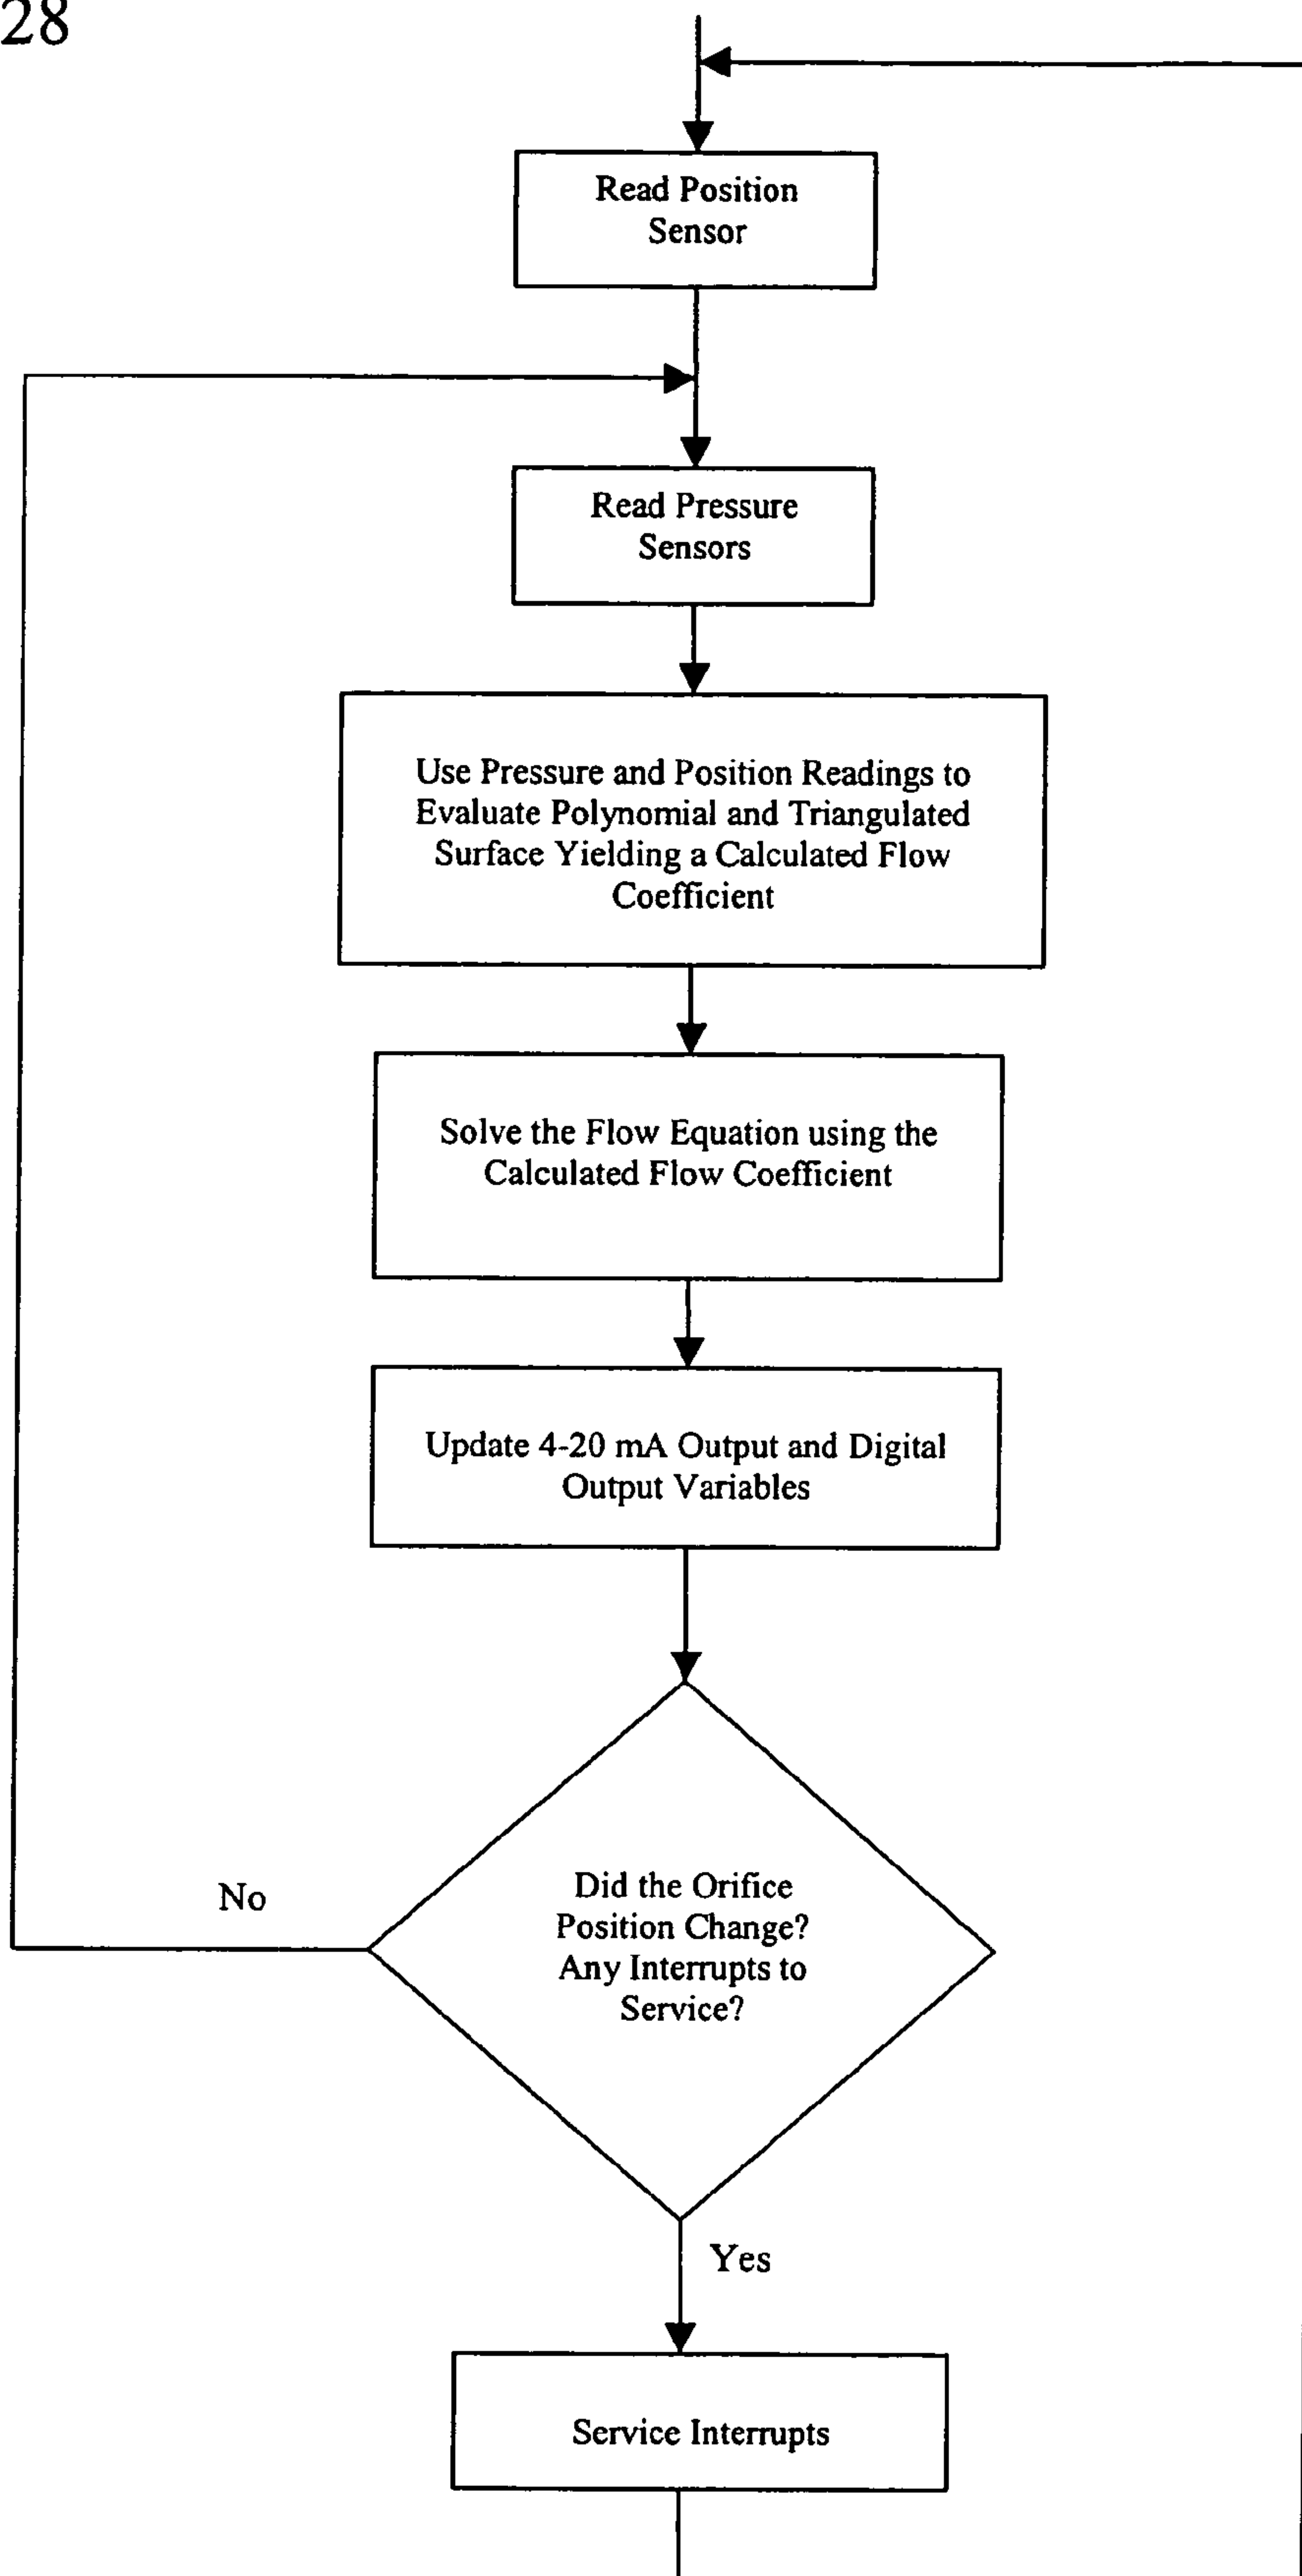 28
Read Position
Sensor
Read Pressure
Sensors
Use Pressure and Position Readings to
Evaluate Polynomial and Triangulated
Surface Yielding a Calculated Flow
Coefficient
Solve the Flow Equation using the
Calculated Flow Coefficient
Update 4-20 mA Output and Digital
Output Variables
Did the Orifice
Position Change?
Any Interrupts to
Service?
No
Yes
Service Interrupts